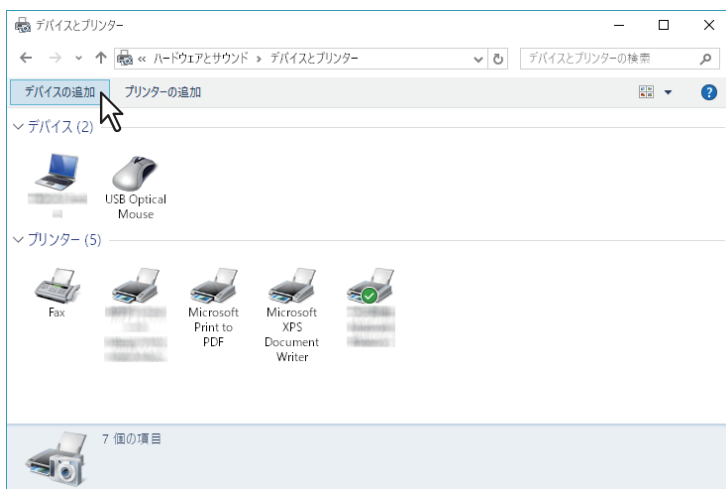 デバイスとプリンター
« ハードウェアとサウンド › デバイスとプリンター
デバイスとプリンターの検索
デバイスの追加
プリンターの追加
?
デバイス (2)
USB Optical
Mouse
プリンター (5)
Fax
Microsoft
Print to
PDF
Microsoft
XPS
Document
Writer
7 個の項目